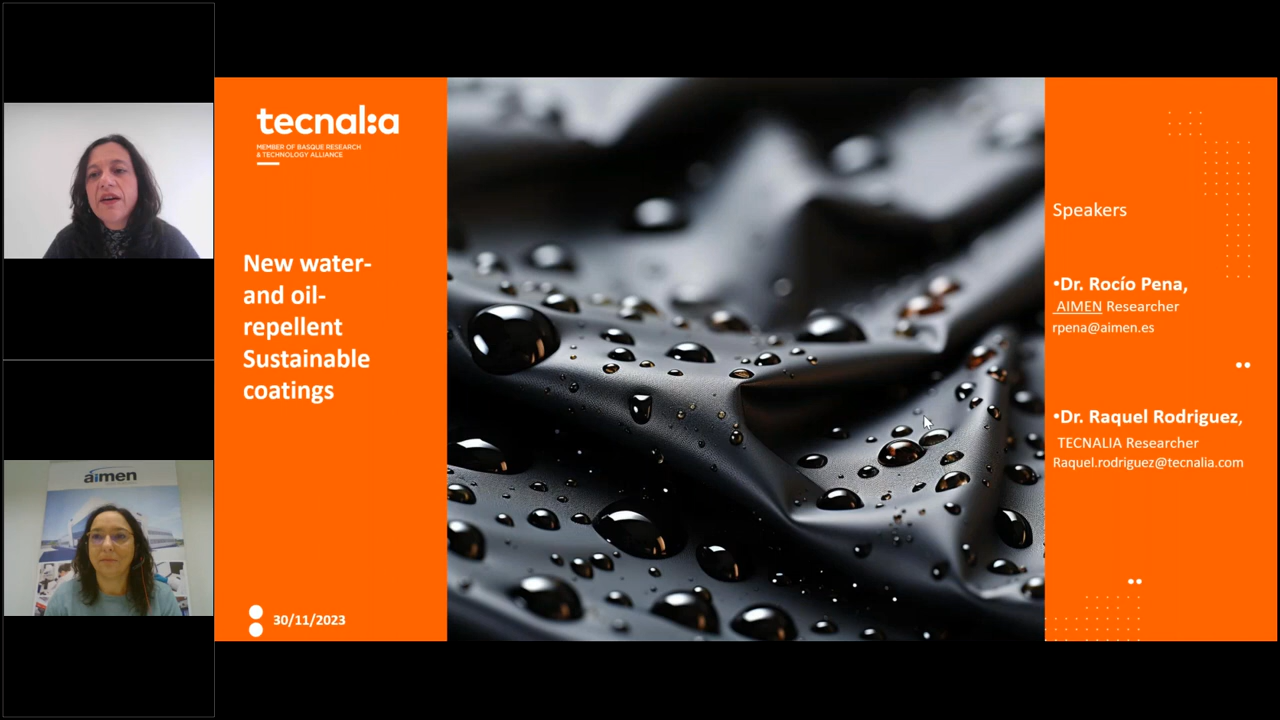 aimen
tecnal:a
MEMBER OF BASQUE RESEARCH
& TECHNOLOGY ALLIANCE
New water-
and oil-
repellent
Sustainable
coatings
30/11/2023
Speakers
•Dr. Rocío Pena,
AIMEN Researcher
rpena@aimen.es
•Dr. Raquel Rodriguez,
TECNALIA Researcher
Raquel.rodriguez@tecnalia.com